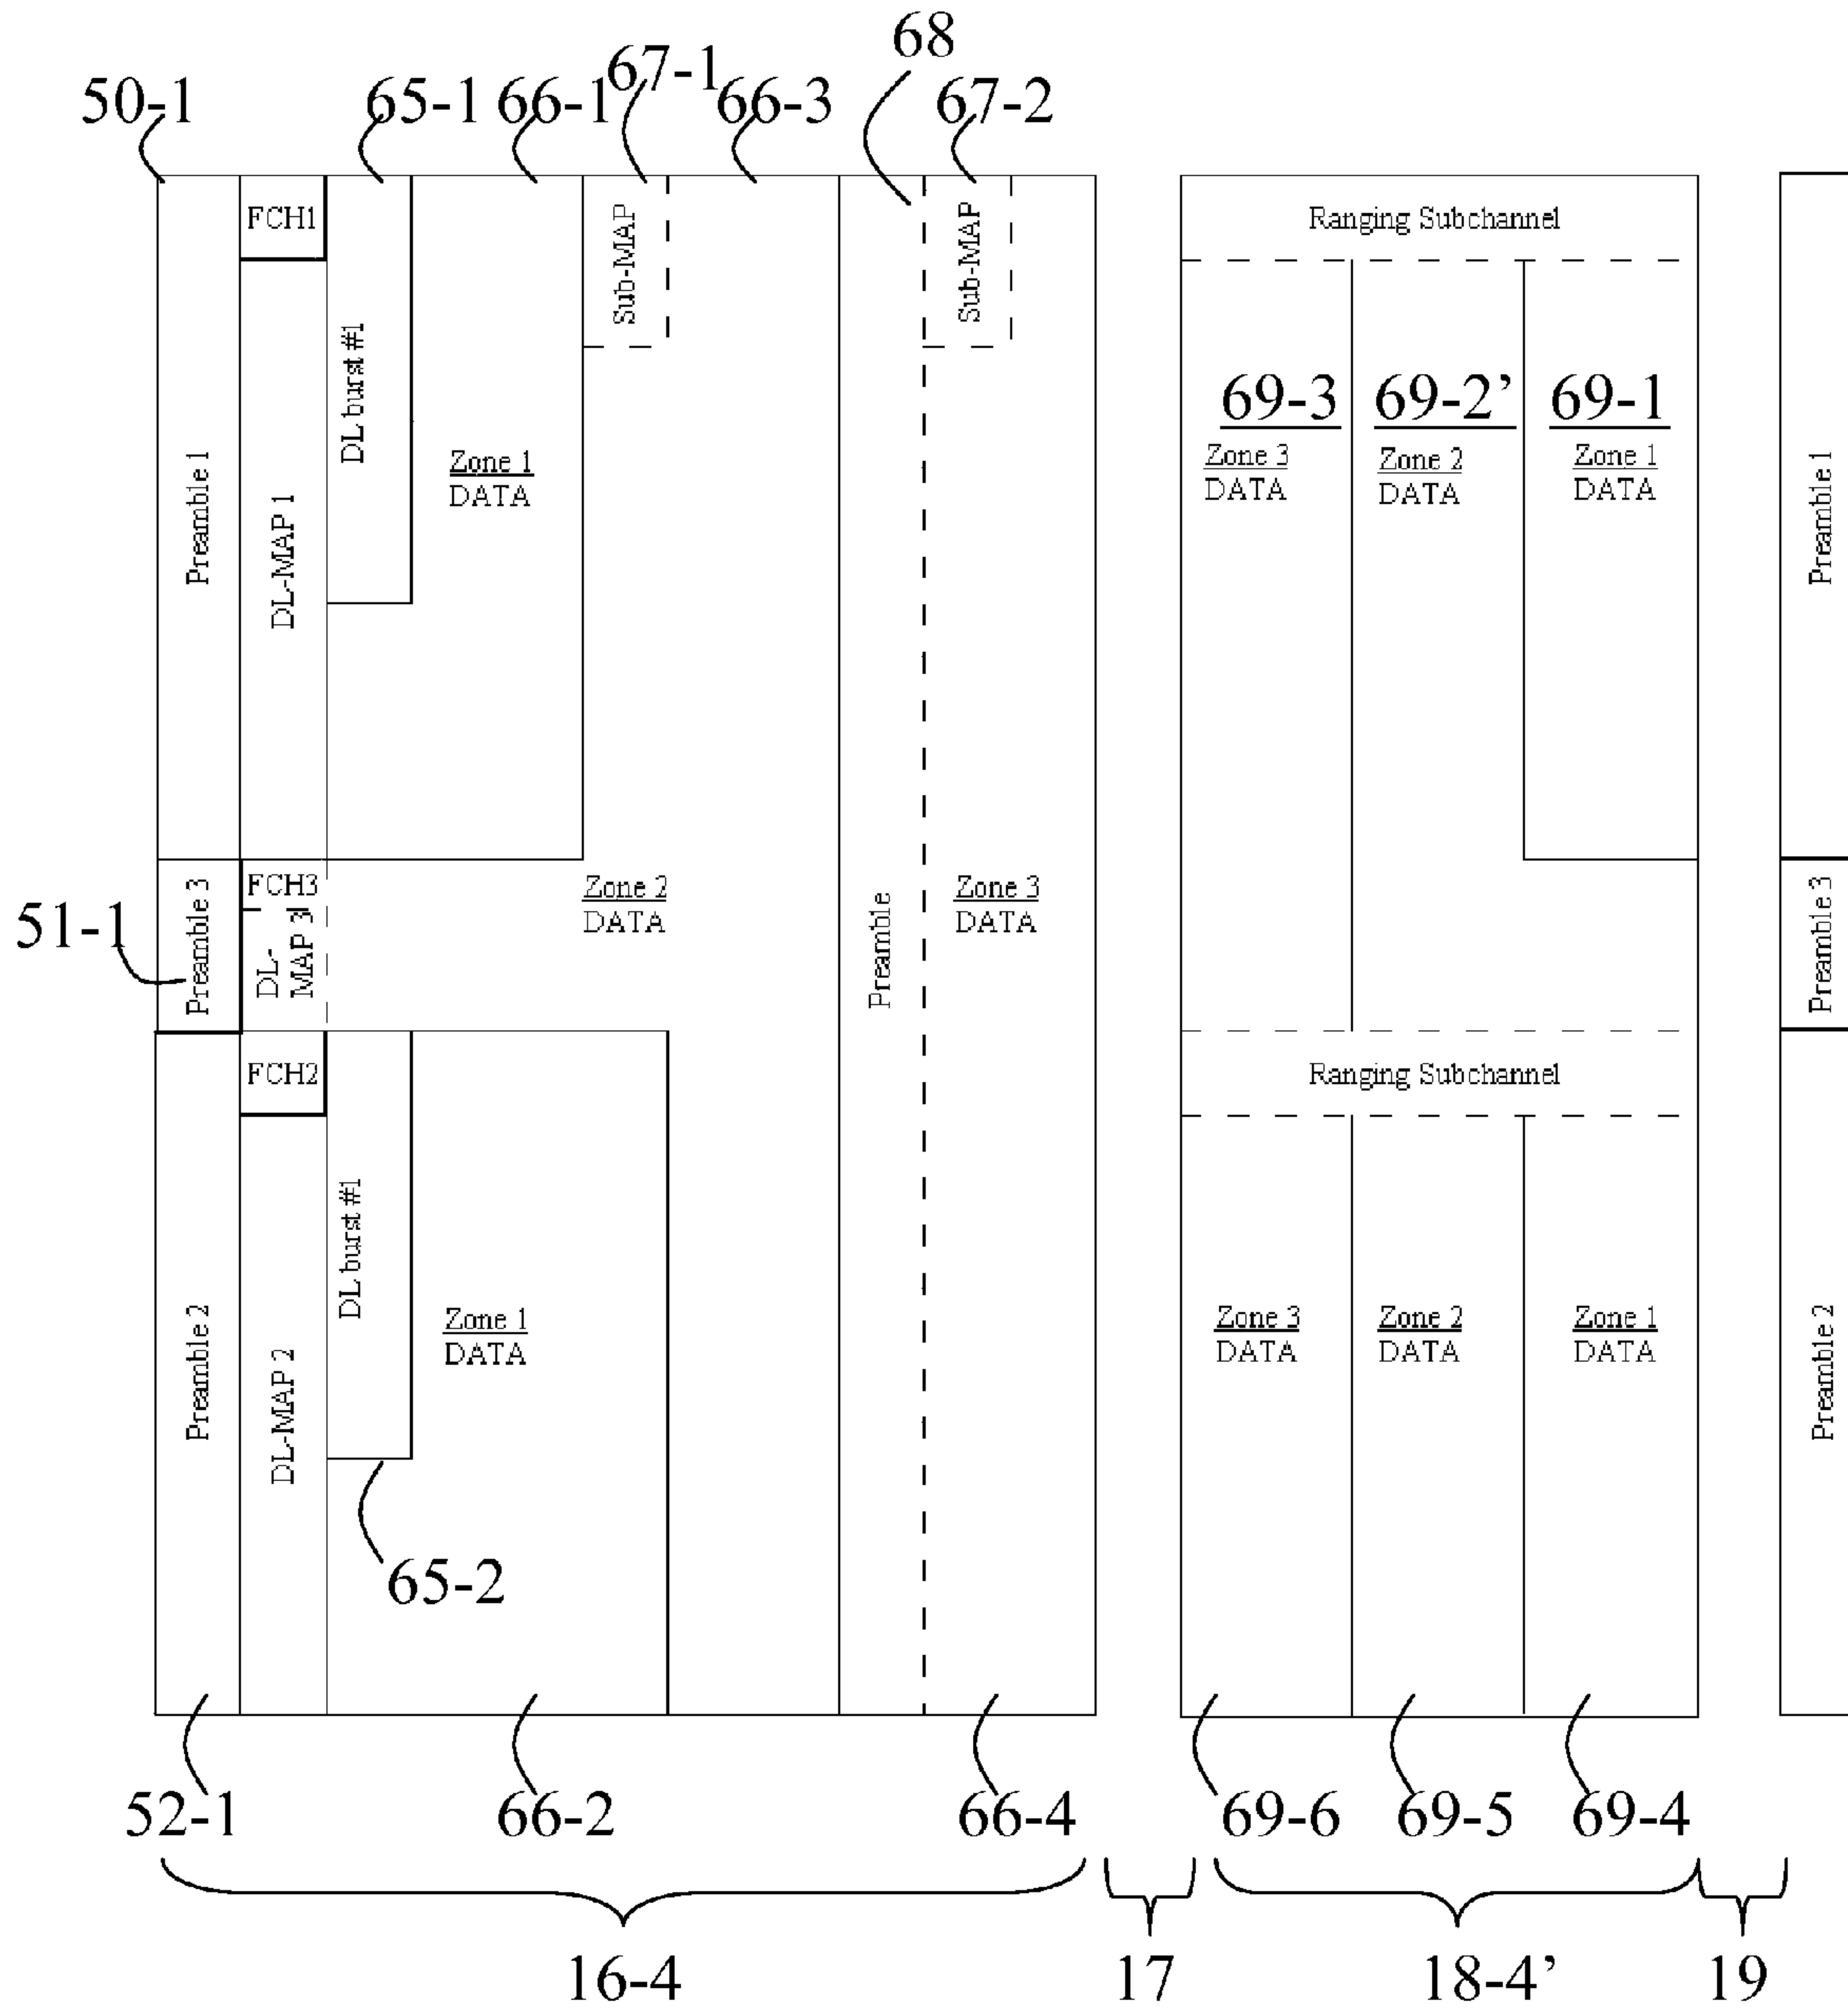 68
67-1
50-1
65-1
66-1
66-3
67-2
FCH1
Sub-MAP
Sub-MAP
Ranging Subchannel
DL burst #1
69-3
69-2’
69-1
Preamble 1
DL-MAP 1
Zone 1
DATA
Zone 3
DATA
Zone 2
DATA
Zone 1
DATA
Preamble 1
51-1
Preamble 3
FCH3
DL-
MAP 3
Zone 2
DATA
Preamble
Zone 3
DATA
Preamble 3
FCH2
Ranging Subchannel
DL burst #1
Preamble 2
DL-MAP 2
Zone 1
DATA
Zone 3
DATA
Zone 2
DATA
Zone 1
DATA
Preamble 2
65-2
52-1
66-2
66-4
69-6
69-5
69-4
16-4
17
18-4’
19